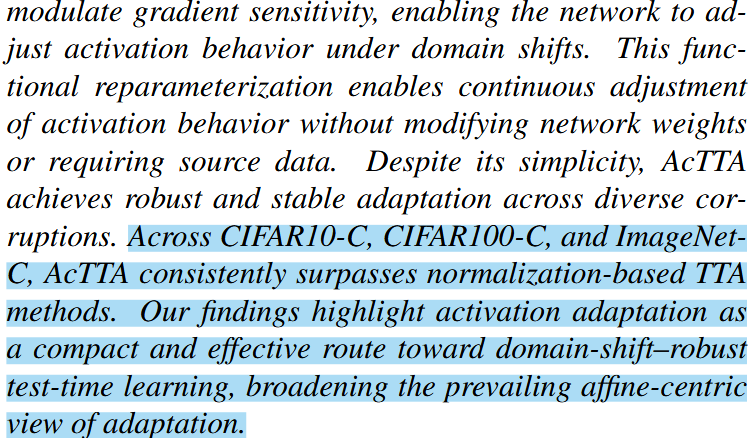 modulate gradient sensitivity, enabling the network to ad-
just activation behavior under domain shifts. This func-
tional reparameterization enables continuous adjustment
of activation behavior without modifying network weights
or requiring source data. Despite its simplicity, AcTTA
achieves robust and stable adaptation across diverse cor-
ruptions. Across CIFAR10-C, CIFAR100-C, and ImageNet-
C, AcTTA consistently surpasses normalization-based TTA
methods. Our findings highlight activation adaptation as
a compact and effective route toward domain-shift–robust
test-time learning, broadening the prevailing affine-centric
view of adaptation.